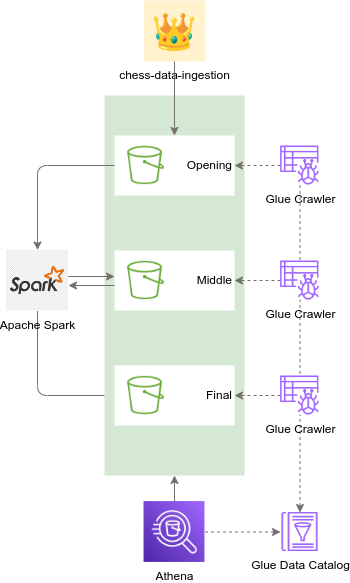 chess-data-ingestion
Opening
Glue Crawler
Spark
Apache Spark
Middle
Glue Crawler
Final
Glue Crawler
Athena
Glue Data Catalog